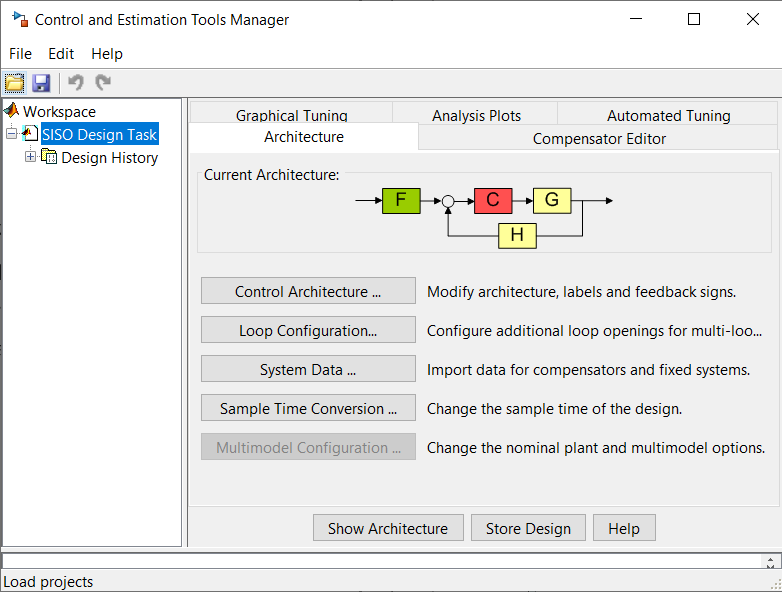 Control and Estimation Tools Manager
File Edit Help
Workspace
SISO Design Task
Design History
Graphical Tuning Analysis Plots Automated Tuning
Architecture Compensator Editor
Current Architecture:
F C G
H
Control Architecture ... Modify architecture, labels and feedback signs.
Loop Configuration... Configure additional loop openings for multi-loo...
System Data ... Import data for compensators and fixed systems.
Sample Time Conversion ... Change the sample time of the design.
Multimodel Configuration ... Change the nominal plant and multimodel options.
Show Architecture Store Design Help
Load projects